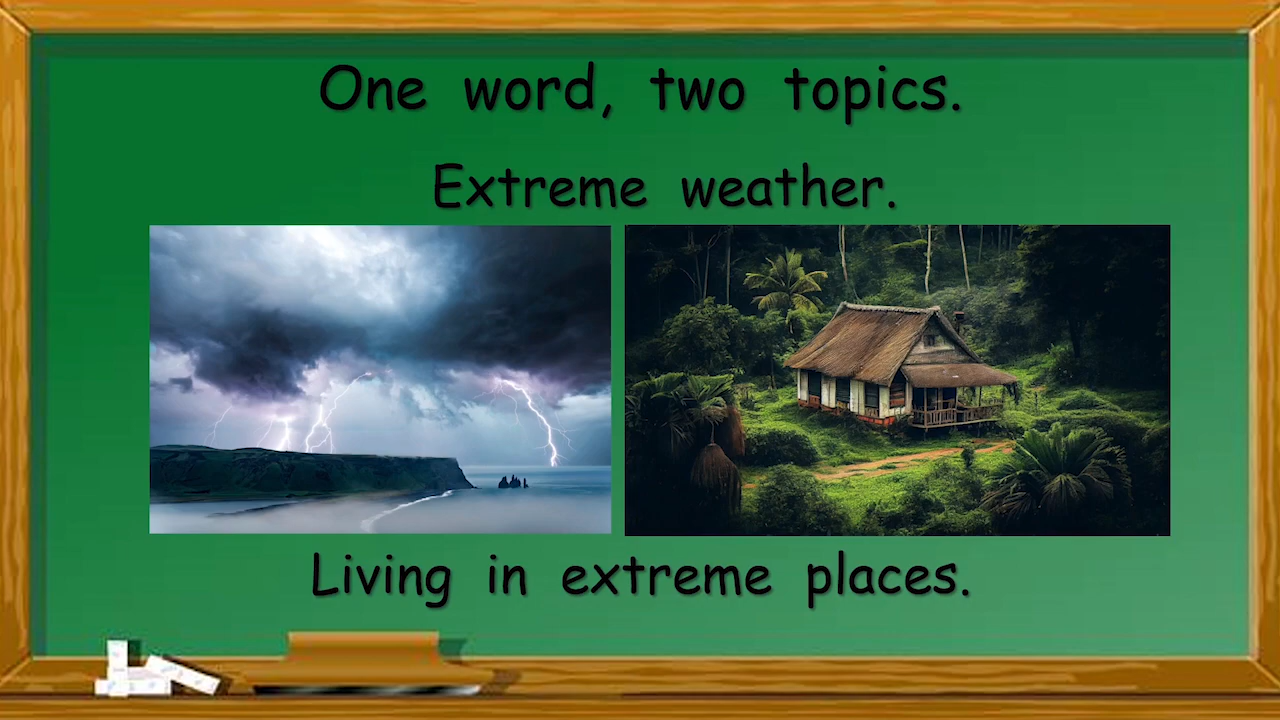 One word, two topics.
Extreme weather.
Living in extreme places.